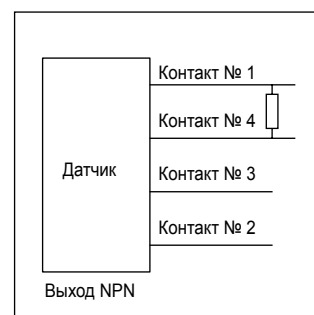 Контакт № 1
Контакт № 4
Датчик
Контакт № 3
Контакт № 2
Выход NPN